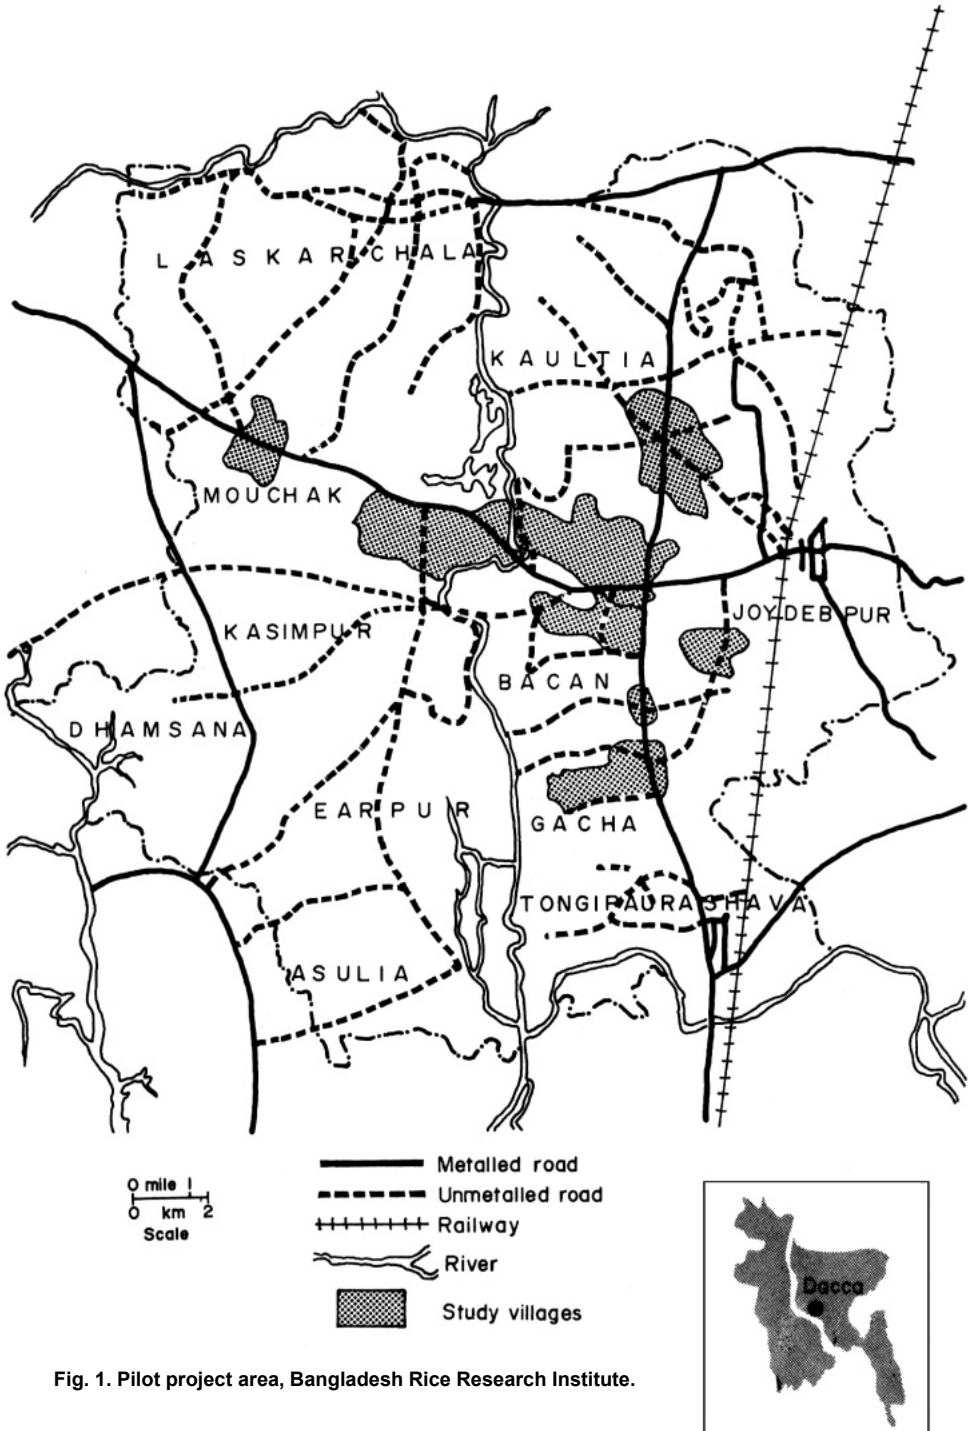 LASKARCHALA
KAULTIA
MOUCHAK
JOYDEBPUR
KASIMPUR
BACAN
DHAMSANA
EARPUR
GACHA
TONGIPAURASHAVA
ASULIA
0 mile 1
0 km 2
Scale
Metalled road
Unmetalled road
Railway
River
Study villages
Dacca
Fig. 1. Pilot project area, Bangladesh Rice Research Institute.